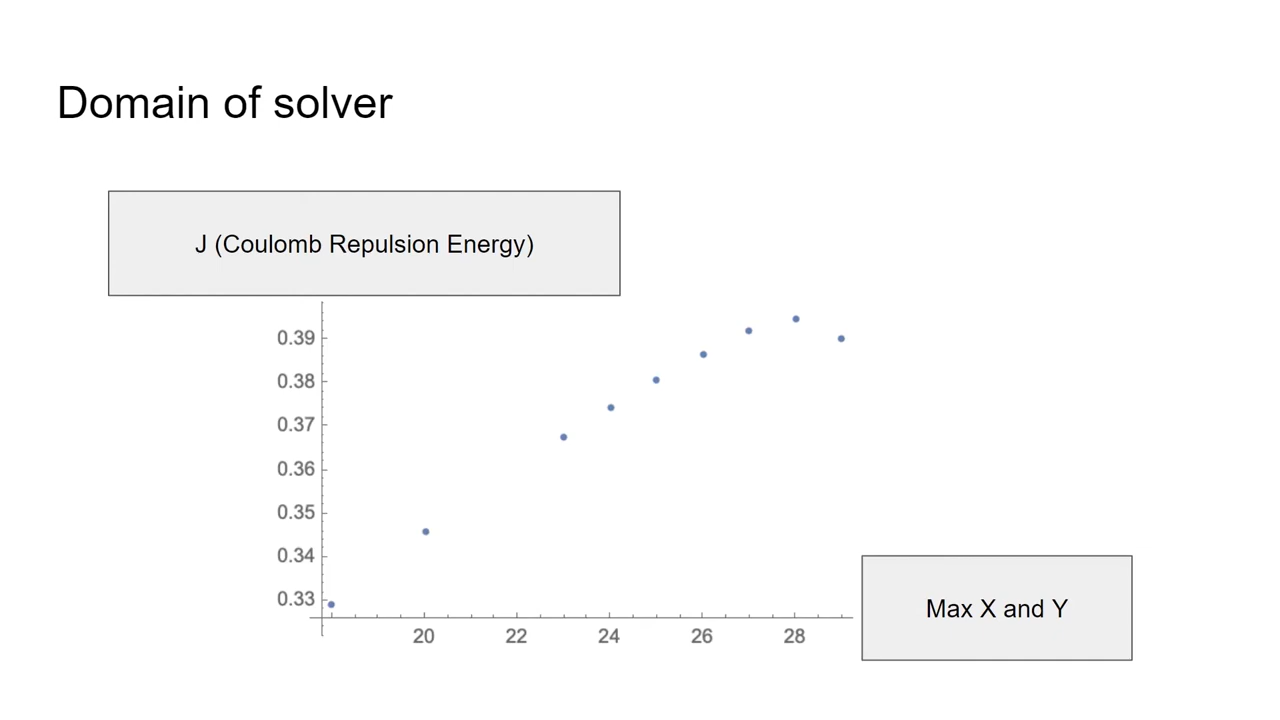 Domain of solver
J (Coulomb Repulsion Energy)
0.39
0.38
0.37
0.36
0.35
0.34
0.33
20 22 24 26 28
Max X and Y